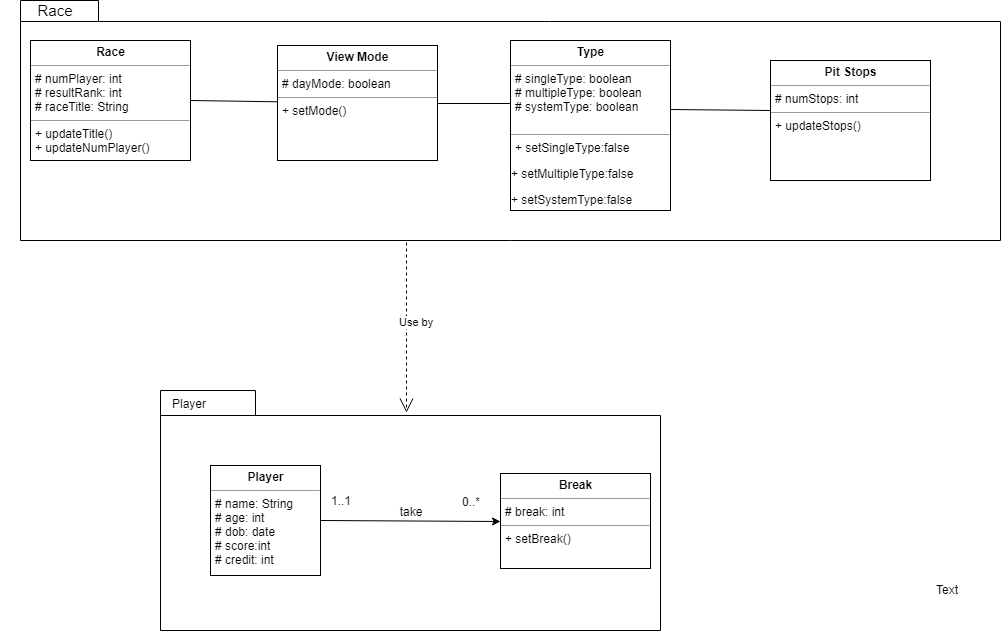 Race
Race
# numPlayer: int
# resultRank: int
# raceTitle: String
+ updateTitle()
+ updateNumPlayer()
View Mode
# dayMode: boolean
+ setMode()
Type
# singleType: boolean
# multipleType: boolean
# systemType: boolean
+ setSingleType:false
+ setMultipleType:false
+ setSystemType:false
Pit Stops
# numStops: int
+ updateStops()
Use by
Player
Player
# name: String
# age: int
# dob: date
# score:int
# credit: int
1..1
take
0..*
Break
# break: int
+ setBreak()
Text